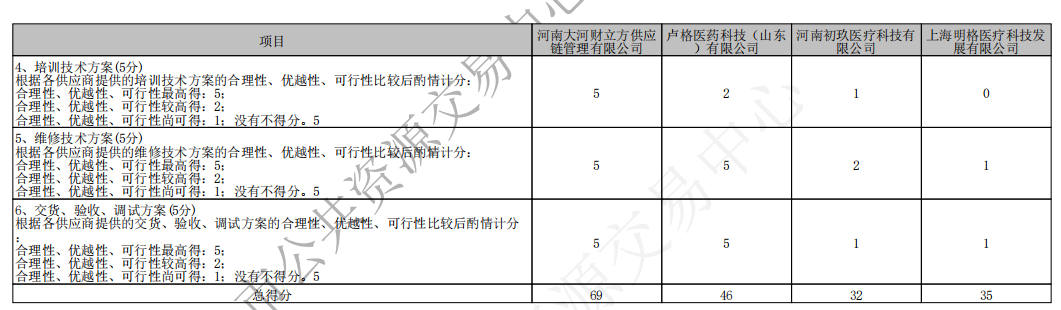 项目
河南大河财立方供应
链管理有限公司
卢格医药科技（山东
）有限公司
河南初玖医疗科技有
限公司
上海明格医疗科技发
展有限公司
4、培训技术方案(5分)
根据各供应商提供的培训技术方案的合理性、优越性、可行性比较后酌情计分：
合理性、优越性、可行性最高得：5；
合理性、优越性、可行性较高得：2；
合理性、优越性、可行性尚可得：1；没有不得分。5
5
2
1
0
5、维修技术方案(5分)
根据各供应商提供的维修技术方案的合理性、优越性、可行性比较后酌情计分：
合理性、优越性、可行性最高得：5；
合理性、优越性、可行性较高得：2；
合理性、优越性、可行性尚可得：1；没有不得分。5
5
5
2
1
6、交货、验收、调试方案(5分)
根据各供应商提供的交货、验收、调试方案的合理性、优越性、可行性比较后酌情计分
：
合理性、优越性、可行性最高得：5；
合理性、优越性、可行性较高得：2；
合理性、优越性、可行性尚可得：1；没有不得分。5
5
5
1
1
总得分
69
46
32
35
市公共资源交易中心
源交易中心